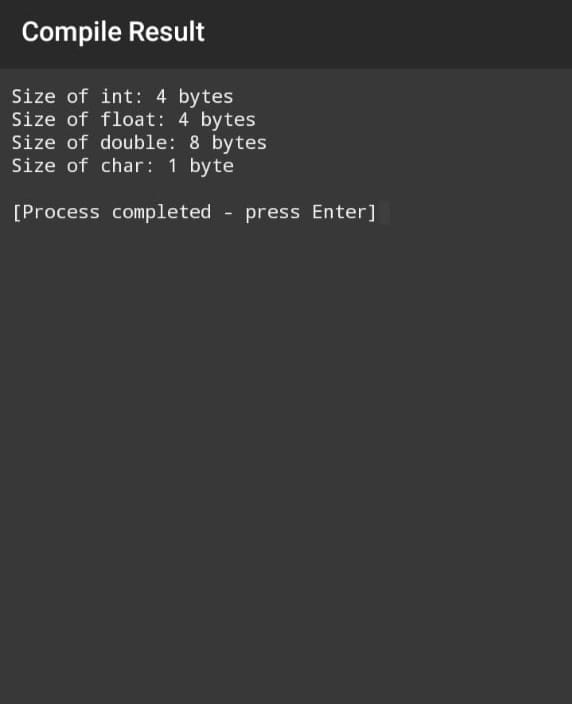 Compile Result
Size of int: 4 bytes
Size of float: 4 bytes
Size of double: 8 bytes
Size of char: 1 byte
[Process completed - press Enter]